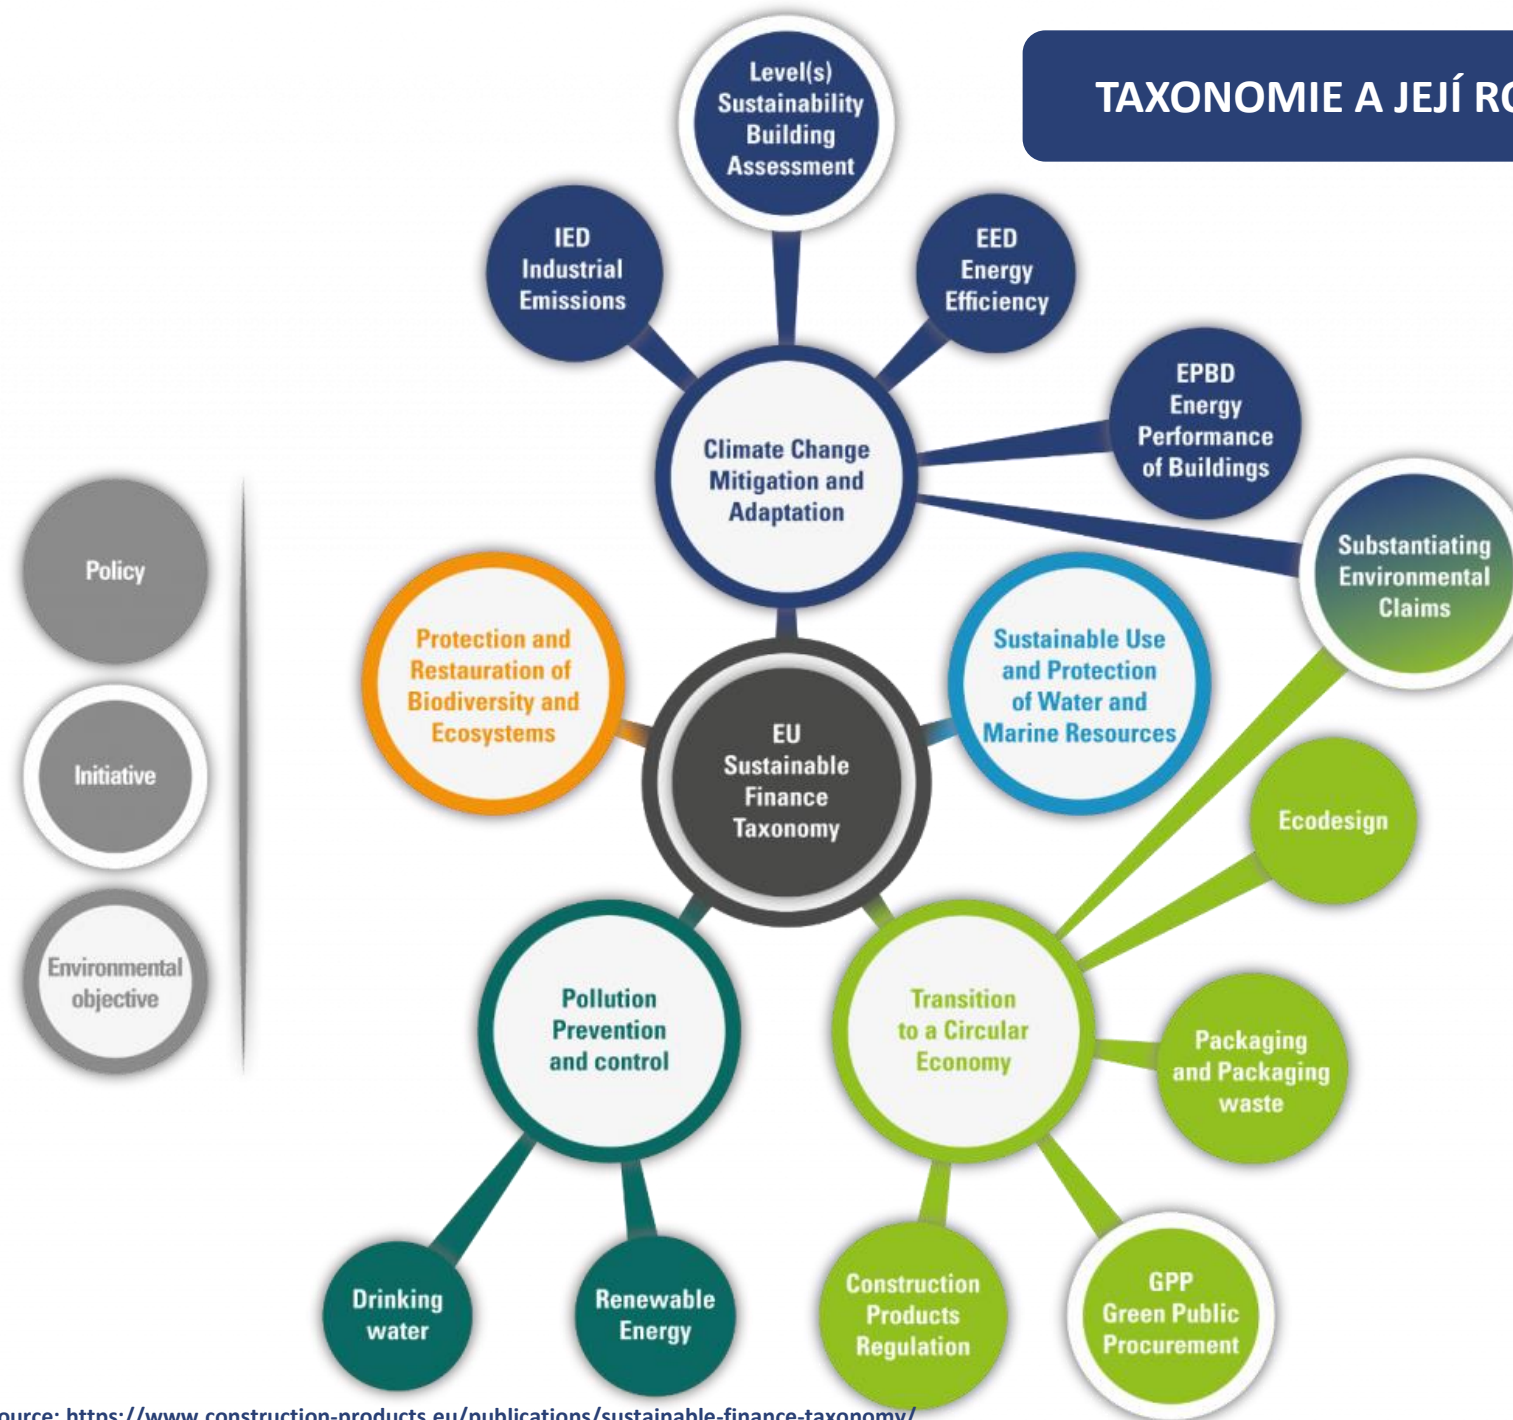 TAXONOMIE A JEJÍ
Level(s)
Sustainability
Building
Assessment
IED
Industrial
Emissions
EED
Energy
Efficiency
EPBD
Energy
Performance
of Buildings
Climate Change
Mitigation and
Adaptation
Substantiating
Environmental
Claims
Policy
Initiative
Environmental
objective
Protection and
Restauration of
Biodiversity and
Ecosystems
Sustainable Use
and Protection
of Water and
Marine Resources
EU
Sustainable
Finance
Taxonomy
Ecodesign
Pollution
Prevention
and control
Transition
to a Circular
Economy
Packaging
and Packaging
waste
Drinking
water
Renewable
Energy
Construction
Products
Regulation
GPP
Green Public
Procurement
ource: https://www.construction-products.eu/publications/sustainable-finance-taxonomy/